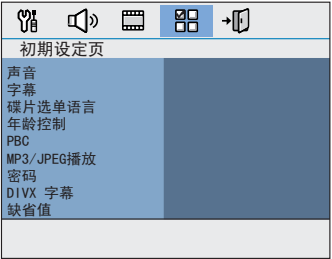 初期设定页
声音
字幕
碟片选单语言
年龄控制
PBC
MP3/JPEG播放
密码
DIVX 字幕
缺省值